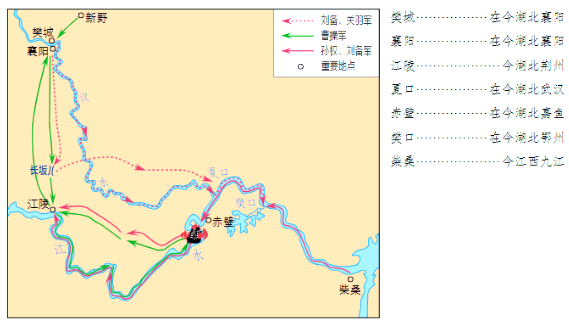 新野
樊城
襄阳
汉
水
长坂
江陵
江
夏口
樊口
赤壁
水
柴桑
刘备、关羽军
曹操军
孙权、刘备军
重要地点
樊城················在今湖北襄阳
襄阳················在今湖北襄阳
江陵··················今湖北荆州
夏口················在今湖北武汉
赤壁················在今湖北嘉鱼
樊口················在今湖北鄂州
柴桑··················今江西九江